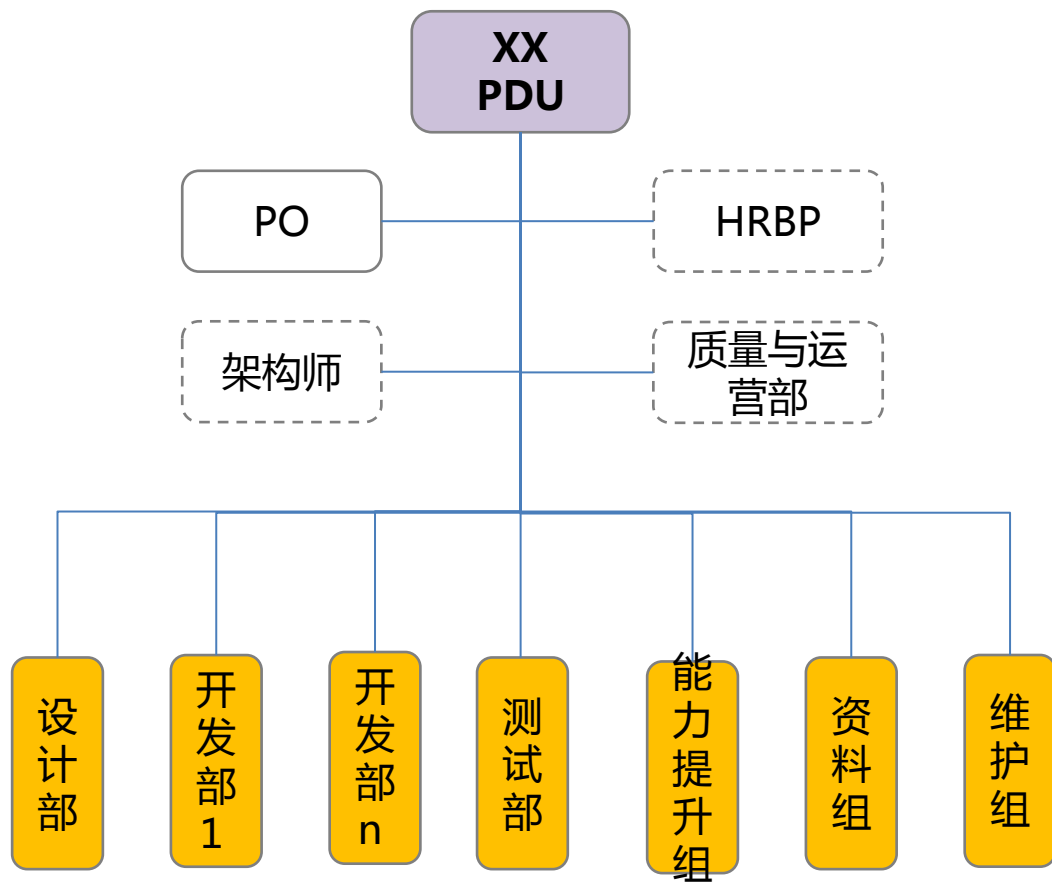 XX
PDU
PO
HRBP
架构师
质量与运
营部
设计部
开发部1
开发部n
测试部
能力提升组
资料组
维护组